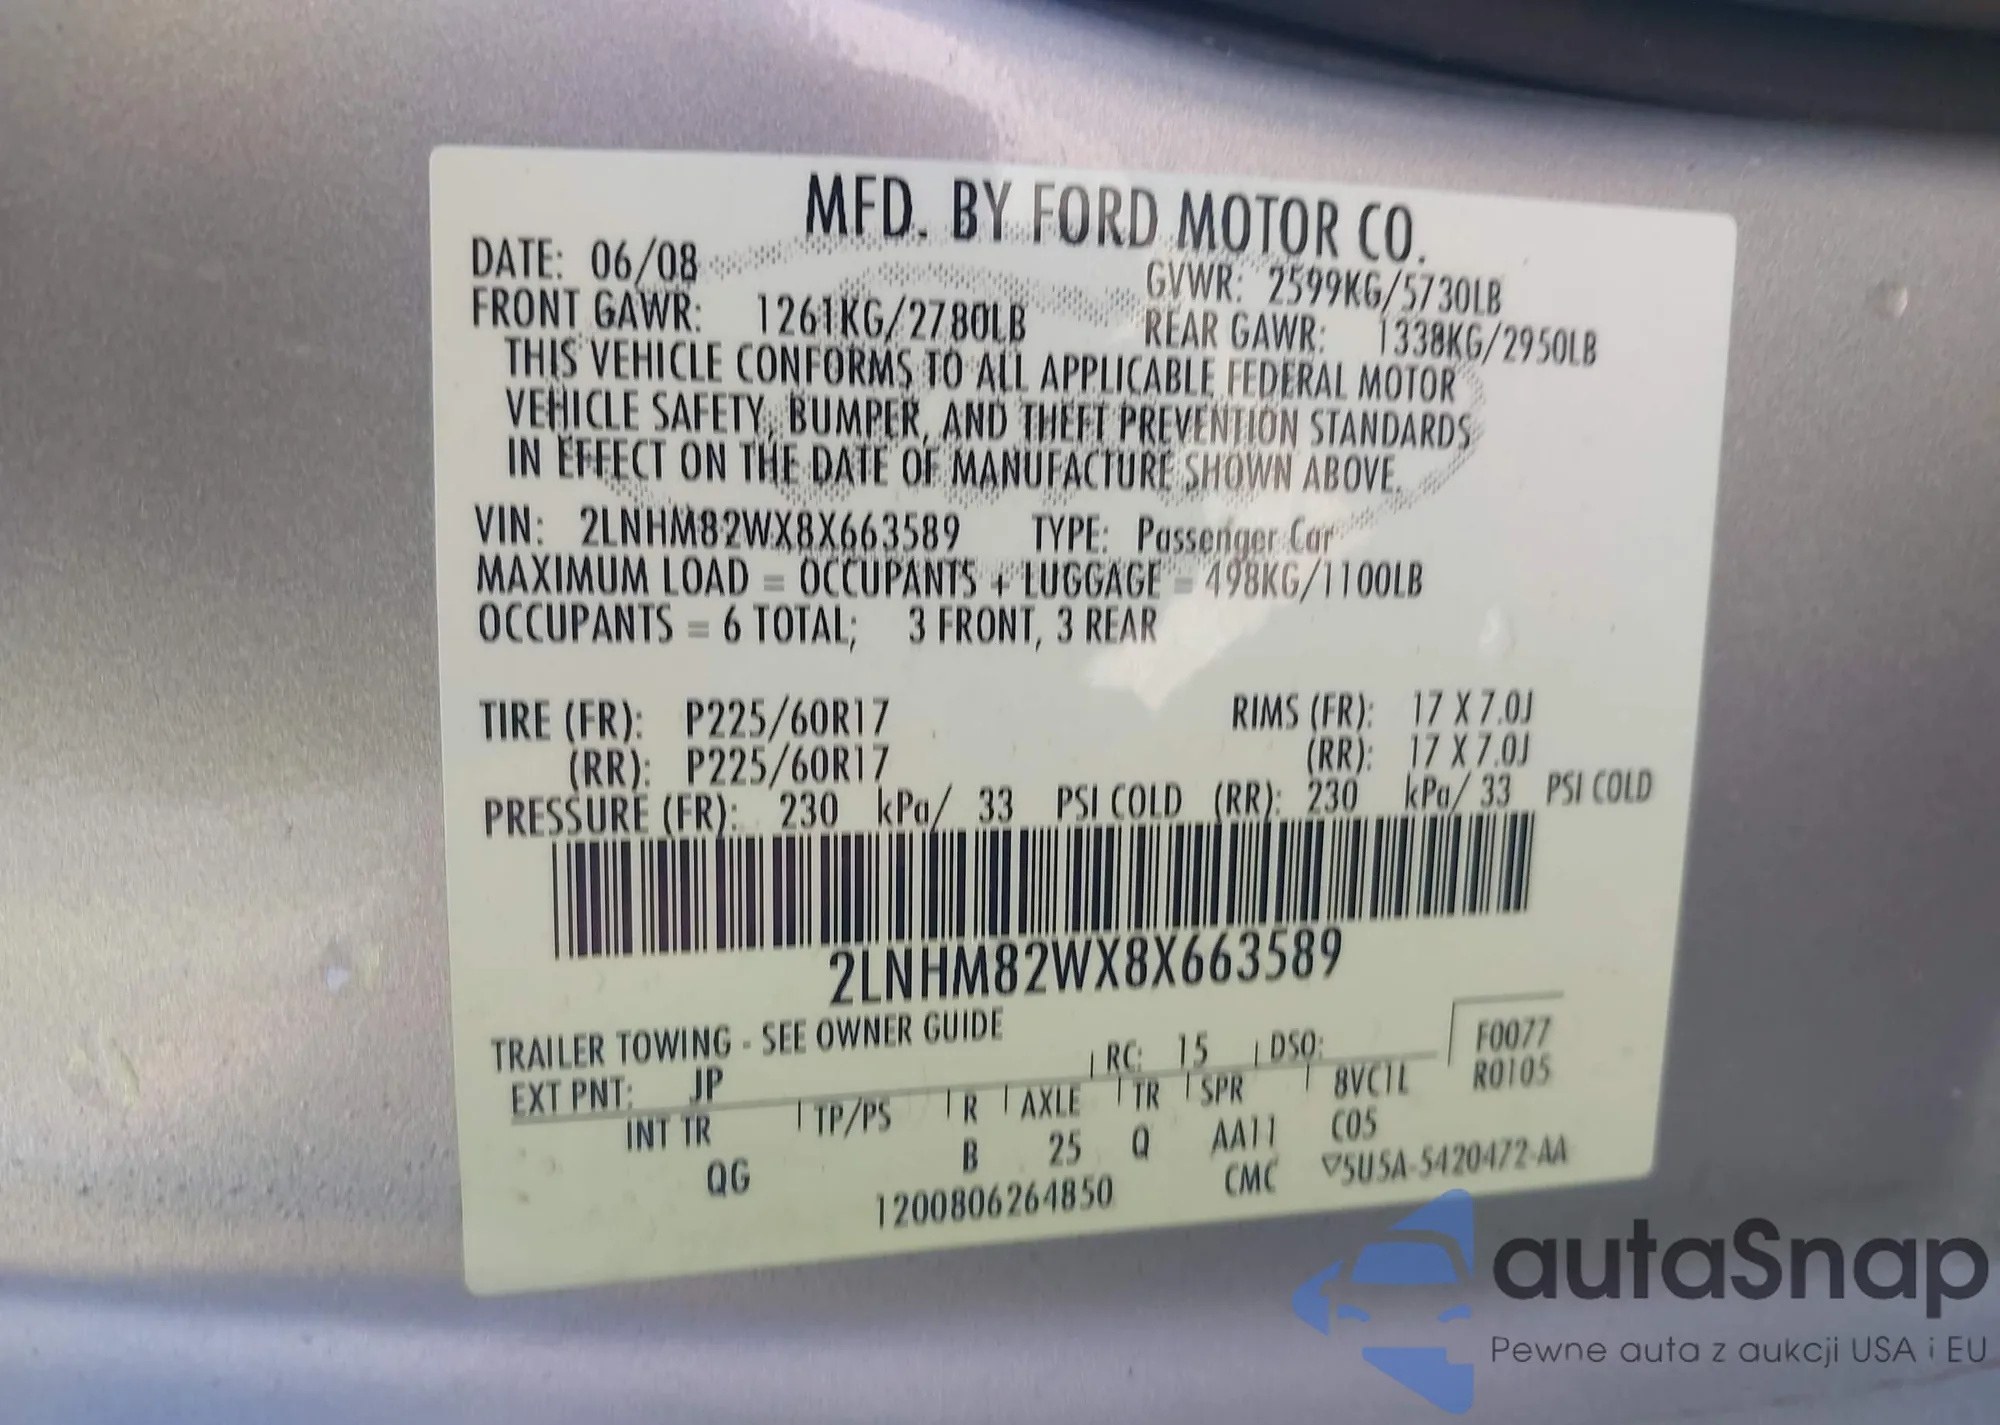 MFD. BY FORD MOTOR CO.
DATE: 06/08 GVWR: 2599KG/5730LB
FRONT GAWR: 1261KG/2780LB REAR GAWR: 1338KG/2950LB
THIS VEHICLE CONFORMS TO ALL APPLICABLE FEDERAL MOTOR
VEHICLE SAFETY, BUMPER, AND THEFT PREVENTION STANDARDS
IN EFFECT ON THE DATE OF MANUFACTURE SHOWN ABOVE.
VIN: 2LNHM82WX8X663589 TYPE: Passenger Car
MAXIMUM LOAD = OCCUPANTS + LUGGAGE = 498KG/1100LB
OCCUPANTS = 6 TOTAL; 3 FRONT, 3 REAR
TIRE (FR): P225/60R17 RIMS (FR): 17 X 7.0J
(RR): P225/60R17 (RR): 17 X 7.0J
PRESSURE (FR): 230 kPa/ 33 PSI COLD (RR): 230 kPa/ 33 PSI COLD
2LNHM82WX8X663589
TRAILER TOWING - SEE OWNER GUIDE
EXT PNT: JP RC: 15 DSO: F0077
INT TR TP/PS R AXLE TR SPR 8VC1L R0105
QG B 25 Q AA11 C05
1200806264850 CMC ▽5U5A-5420472-AA
autaSnap
Pewne auta z aukcji USA i EU